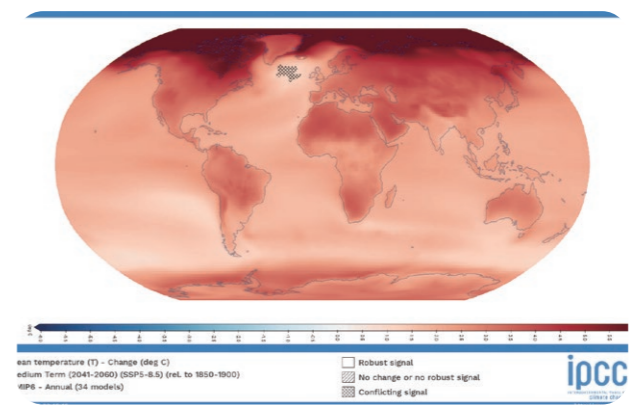 ean temperature (T) - Change (deg C)
edium Term (2041-2060) (SSP5-8.5) (rel. to 1850-1900)
MIP6 - Annual (34 models)
Robust signal
No change or no robust signal
Conflicting signal
ipcc